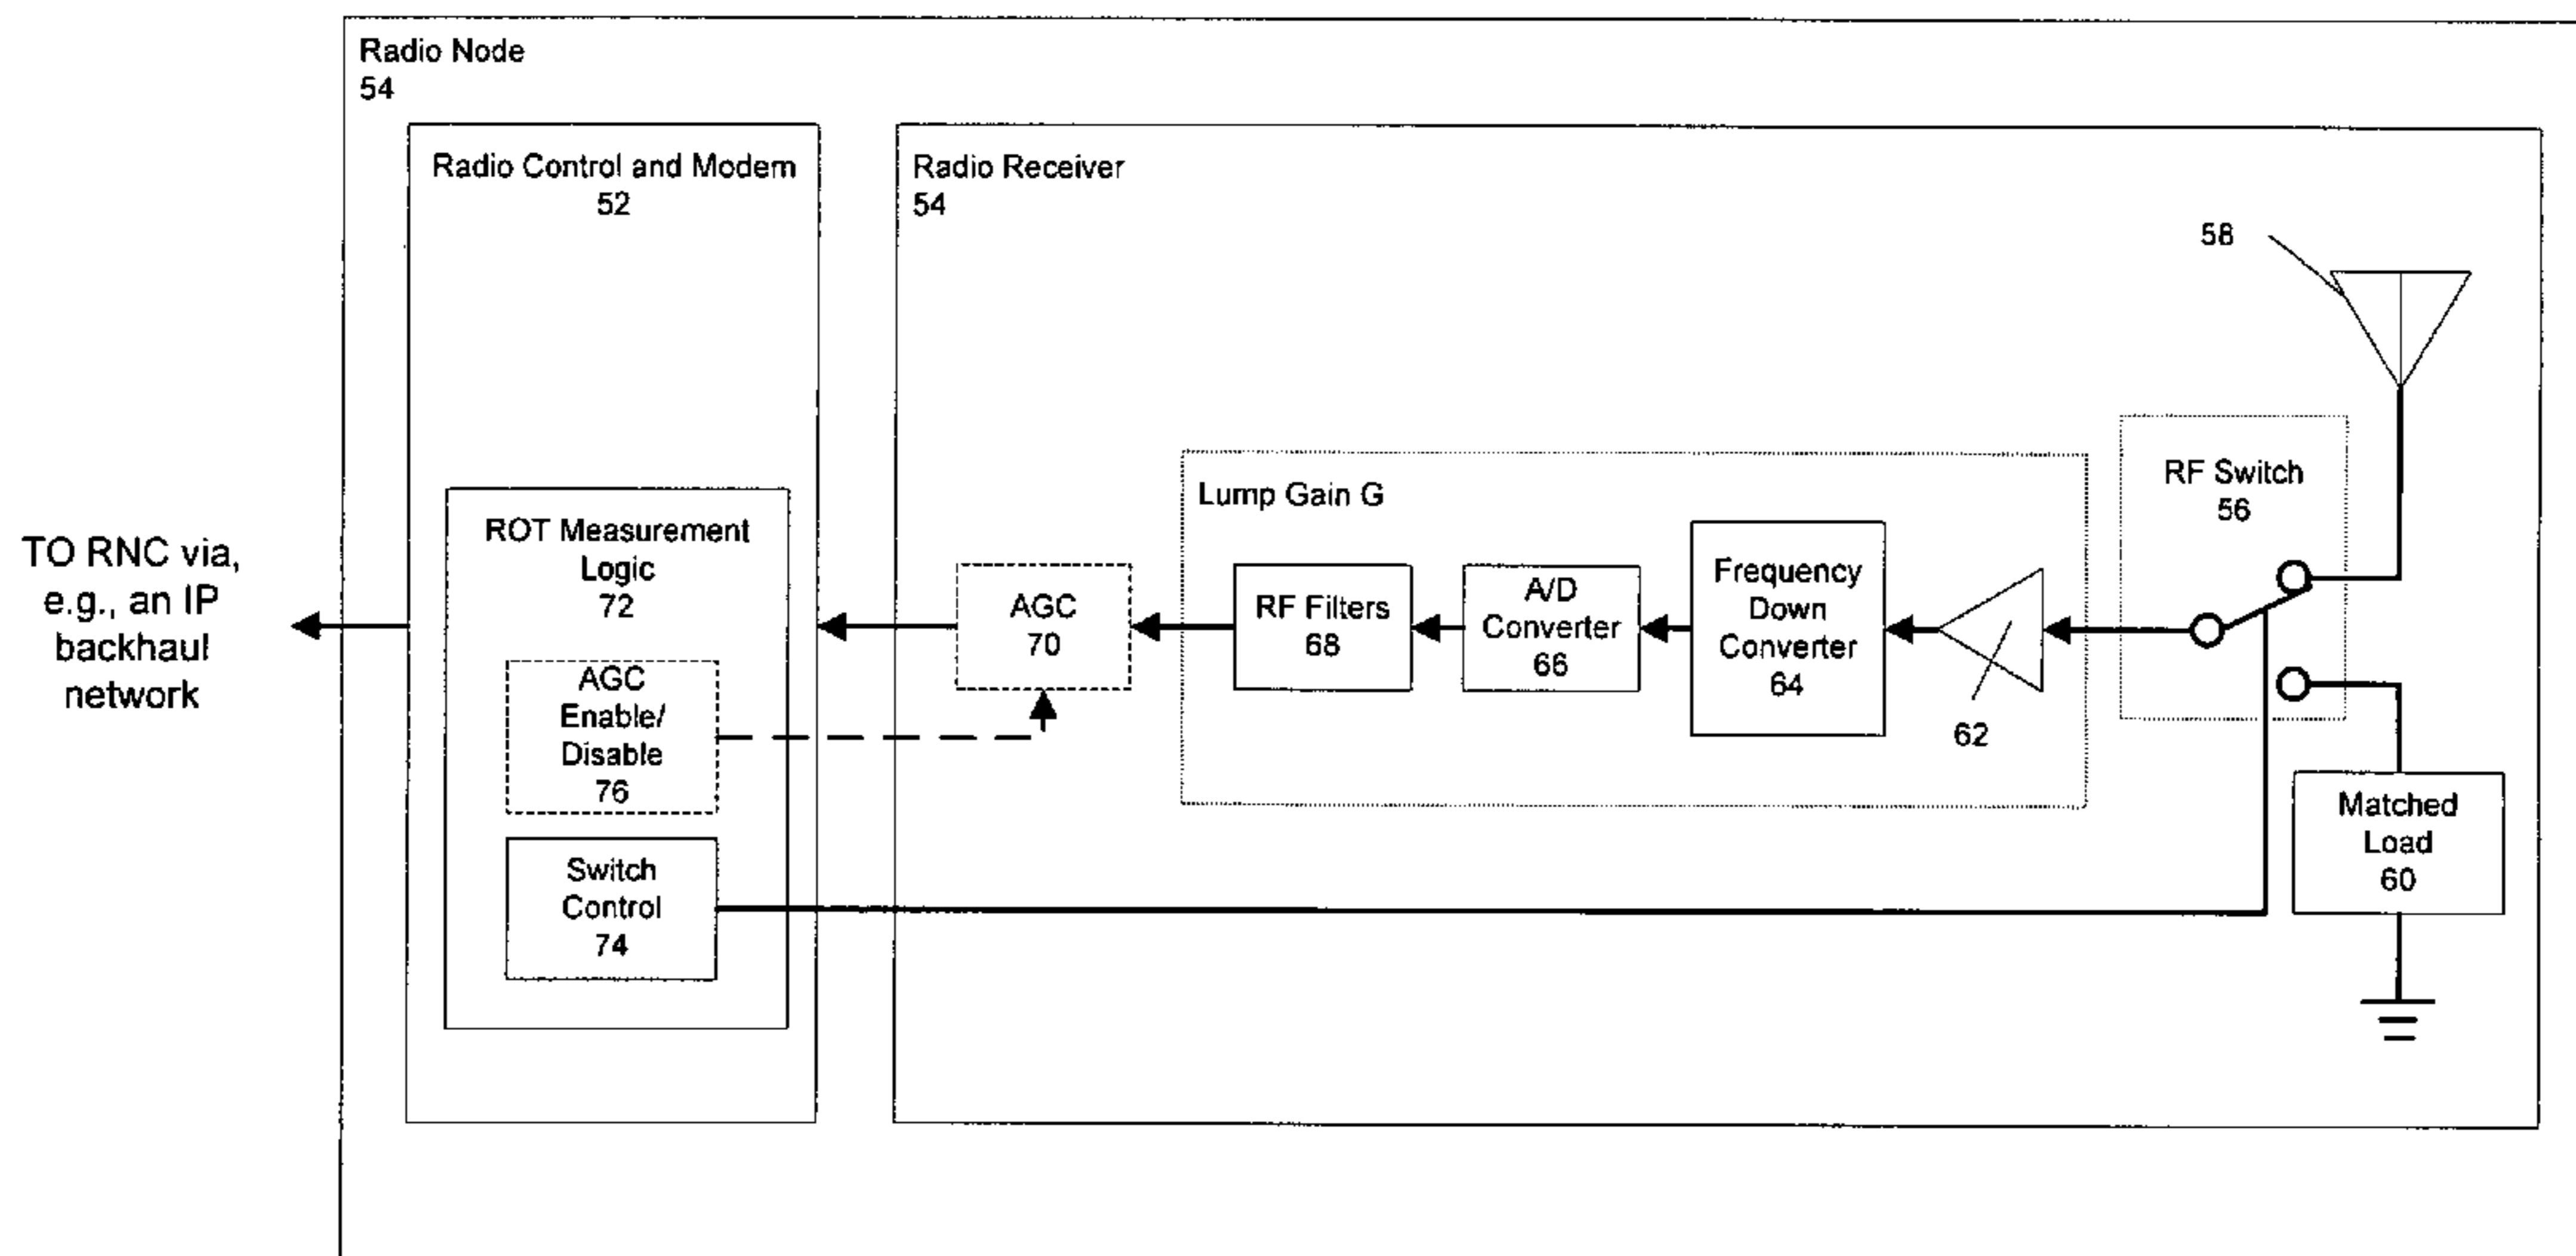 Radio Node
54
Radio Control and Modem
52
Radio Receiver
54
58
RF Switch
56
Lump Gain G
ROT Measurement
Logic
72
TO RNC via,
e.g., an IP
backhaul
network
AGC
70
RF Filters
68
A/D
Converter
66
Frequency
Down
Converter
64
62
AGC
Enable/
Disable
76
Matched
Load
60
Switch
Control
74